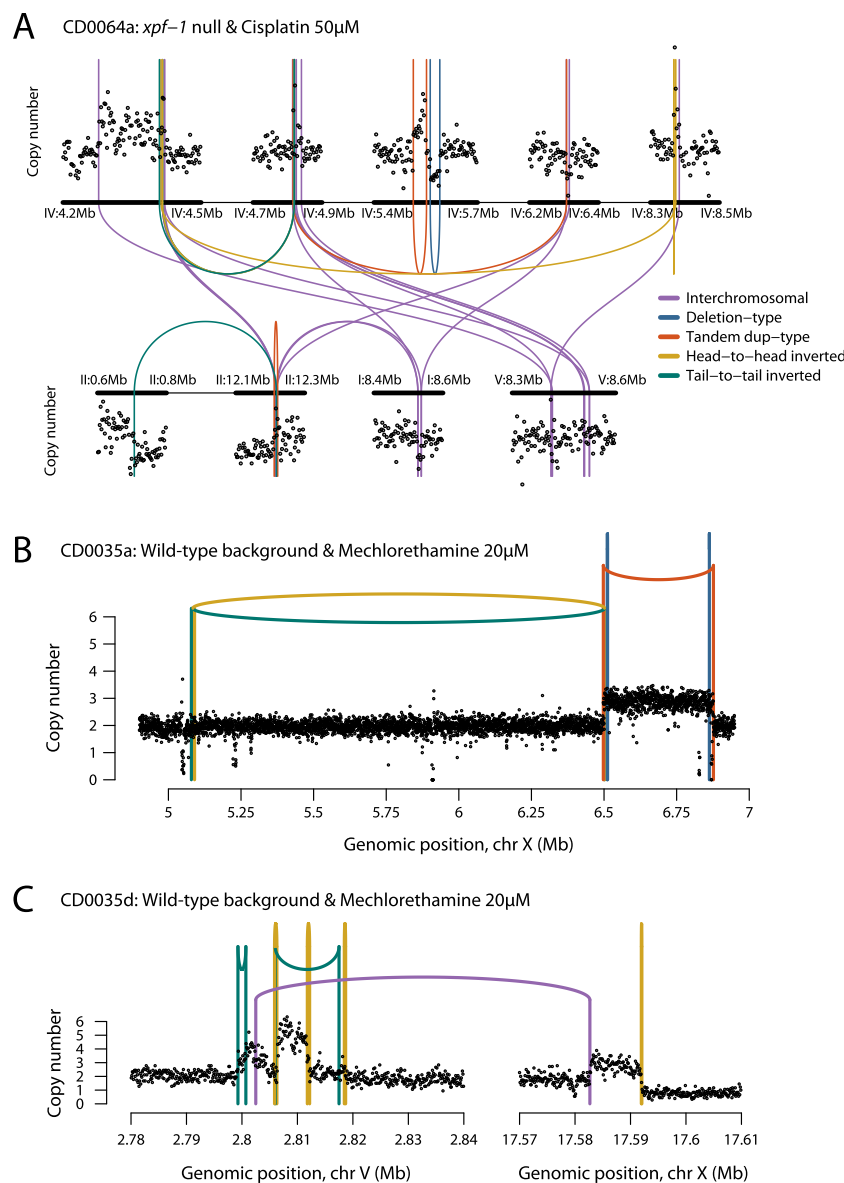 A
CD0064a: xpf−1 null & Cisplatin 50μM
Copy number
IV:4.2Mb IV:4.5Mb IV:4.7Mb IV:4.9Mb IV:5.4Mb IV:5.7Mb IV:6.2Mb IV:6.4Mb IV:8.3Mb IV:8.5Mb
Interchromosomal
Deletion−type
Tandem dup−type
Head−to−head inverted
Tail−to−tail inverted
II:0.6Mb II:0.8Mb II:12.1Mb II:12.3Mb I:8.4Mb I:8.6Mb V:8.3Mb V:8.6Mb
Copy number
B
CD0035a: Wild-type background & Mechlorethamine 20μM
Copy number
6
5
4
3
2
1
0
5 5.25 5.5 5.75 6 6.25 6.5 6.75 7
Genomic position, chr X (Mb)
C
CD0035d: Wild-type background & Mechlorethamine 20μM
Copy number
6
5
4
3
2
1
0
2.78 2.79 2.8 2.81 2.82 2.83 2.84 17.57 17.58 17.59 17.6 17.61
Genomic position, chr V (Mb) Genomic position, chr X (Mb)